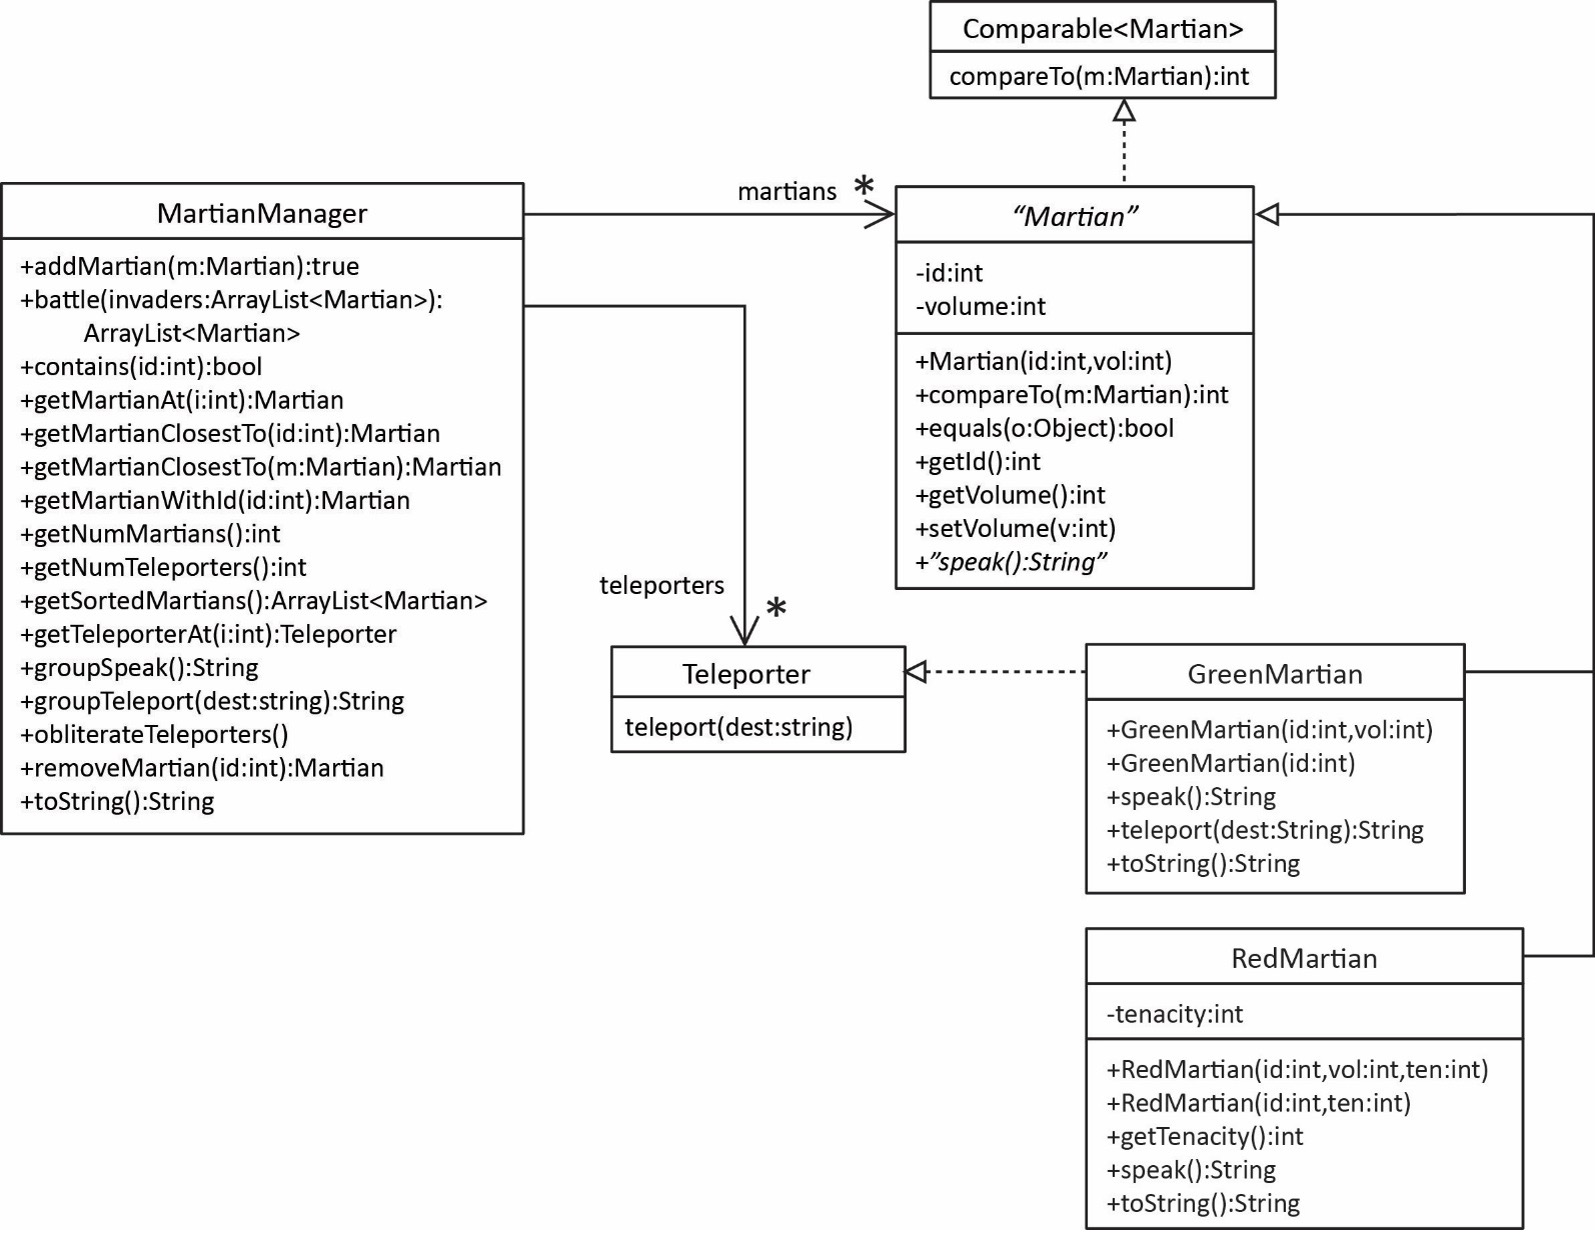 Comparable<Martian>
compareTo(m:Martian):int
MartianManager
+addMartian(m:Martian):true
+battle(invaders:ArrayList<Martian>):
ArrayList<Martian>
+contains(id:int):bool
+getMartianAt(i:int):Martian
+getMartianClosestTo(id:int):Martian
+getMartianClosestTo(m:Martian):Martian
+getMartianWithId(id:int):Martian
+getNumMartians():int
+getNumTeleporters():int
+getSortedMartians():ArrayList<Martian>
+getTeleporterAt(i:int):Teleporter
+groupSpeak():String
+groupTeleport(dest:string):String
+obliterateTeleporters()
+removeMartian(id:int):Martian
+toString():String
martians *
“Martian”
-id:int
-volume:int
+Martian(id:int,vol:int)
+compareTo(m:Martian):int
+equals(o:Object):bool
+getId():int
+getVolume():int
+setVolume(v:int)
+”speak():String”
teleporters *
Teleporter
teleport(dest:string)
GreenMartian
+GreenMartian(id:int,vol:int)
+GreenMartian(id:int)
+speak():String
+teleport(dest:String):String
+toString():String
RedMartian
-tenacity:int
+RedMartian(id:int,vol:int,ten:int)
+RedMartian(id:int,ten:int)
+getTenacity():int
+speak():String
+toString():String